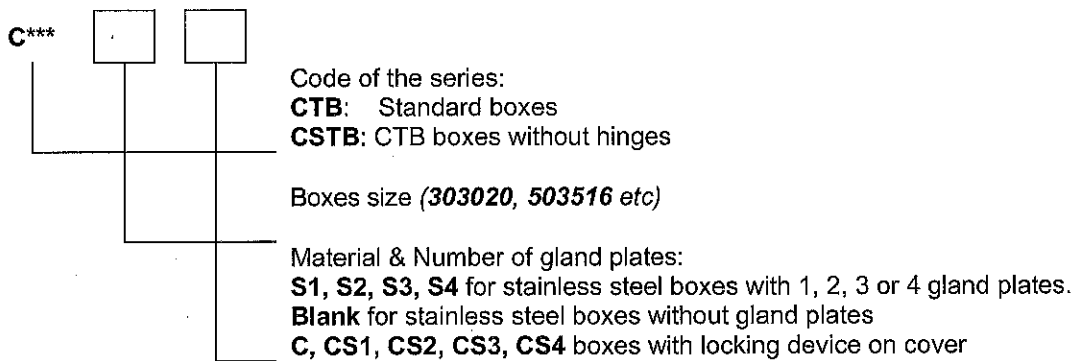 C***
Code of the series:
CTB: Standard boxes
CSTB: CTB boxes without hinges
Boxes size (303020, 503516 etc)
Material & Number of gland plates:
S1, S2, S3, S4 for stainless steel boxes with 1, 2, 3 or 4 gland plates.
Blank for stainless steel boxes without gland plates
C, CS1, CS2, CS3, CS4 boxes with locking device on cover